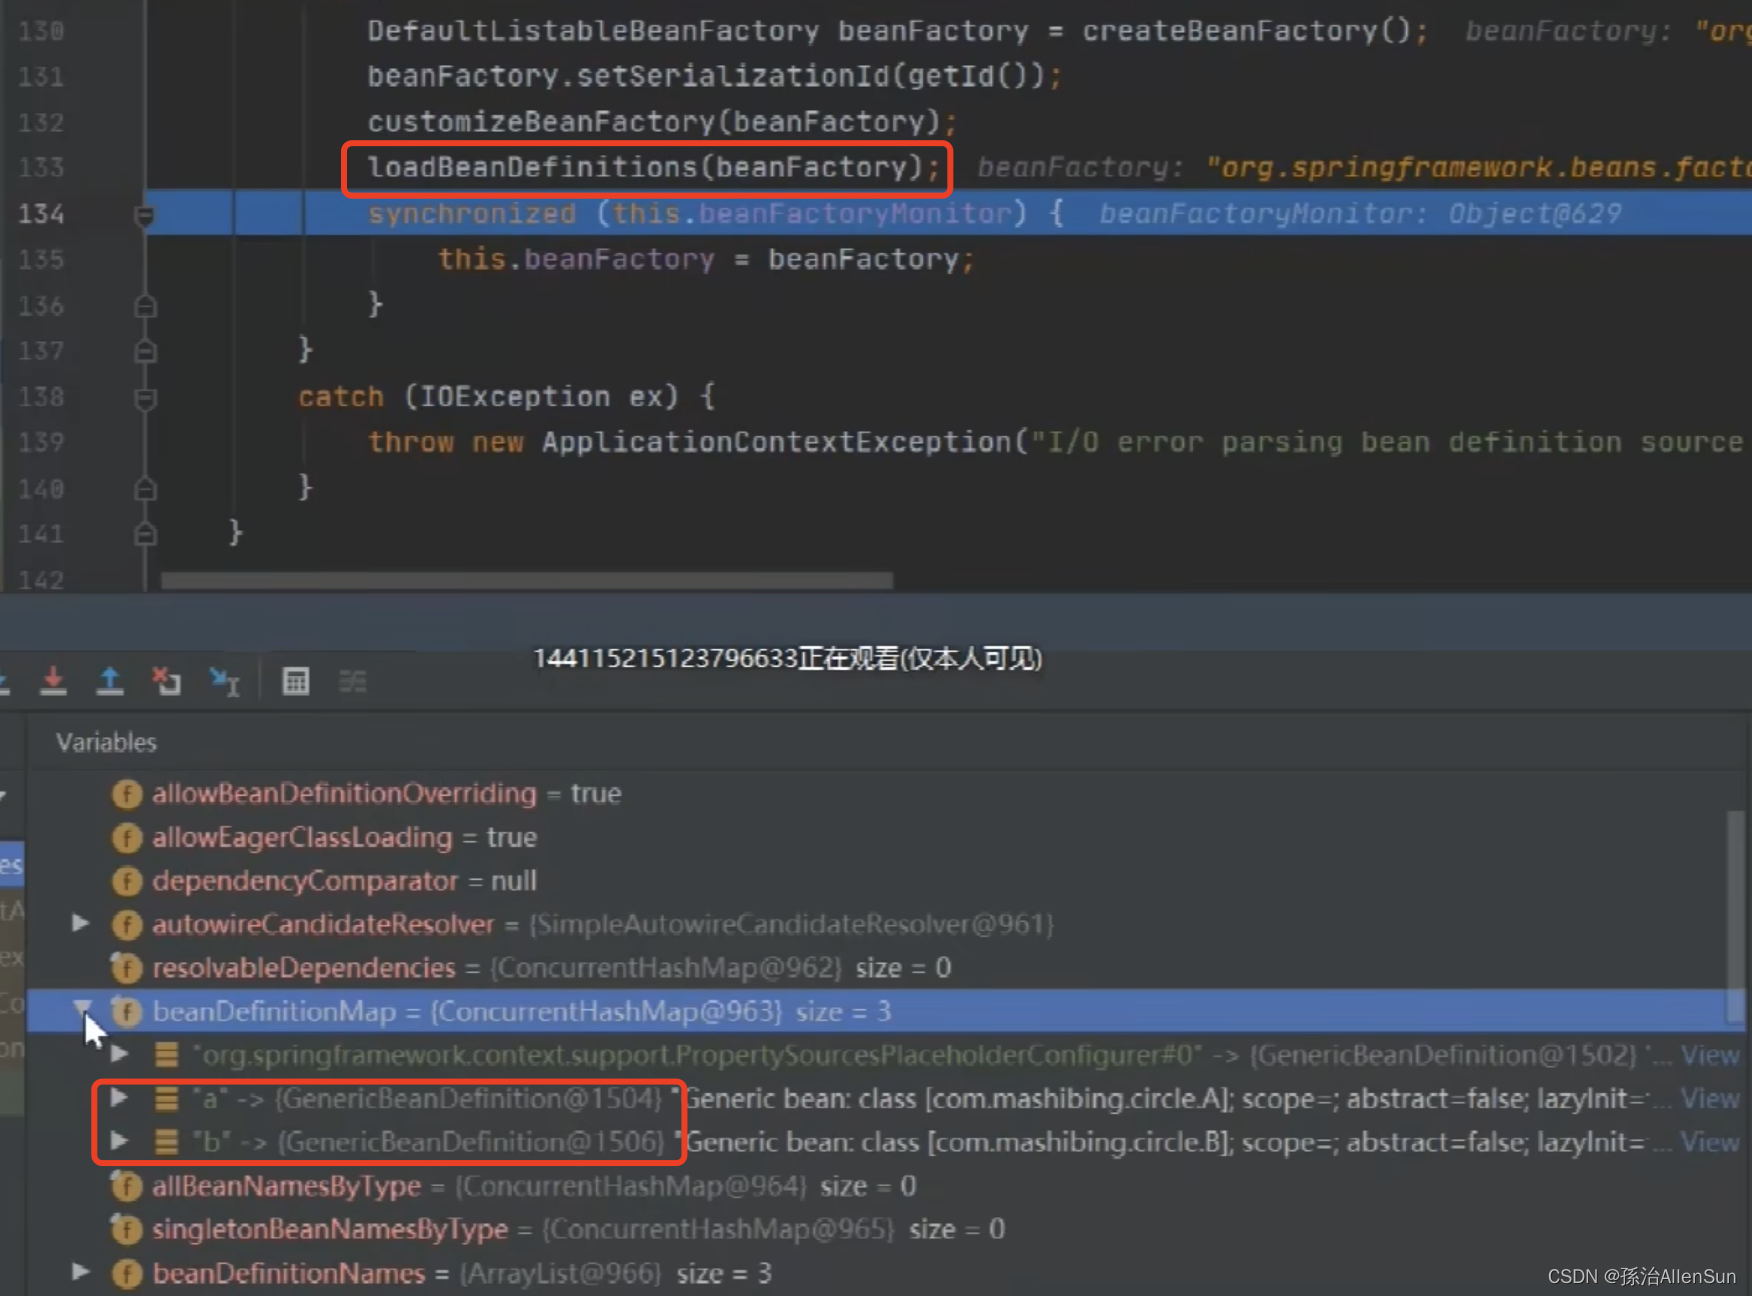 130 DefaultListableBeanFactory beanFactory = createBeanFactory(); beanFactory: "org
131 beanFactory.setSerializationId(getId());
132 customizeBeanFactory(beanFactory);
133 loadBeanDefinitions(beanFactory); beanFactory: "org.springframework.beans.facto
134 synchronized (this.beanFactoryMonitor) { beanFactoryMonitor: Object@629
135 this.beanFactory = beanFactory;
136 }
137 }
138 catch (IOException ex) {
139 throw new ApplicationContextException("I/O error parsing bean definition source
140 }
141 }
142
144115215123796633正在观看(仅本人可见)
Variables
allowBeanDefinitionOverriding = true
allowEagerClassLoading = true
es
dependencyComparator = null
tA
autowireCandidateResolver = {SimpleAutowireCandidateResolver@961}
ex
resolvableDependencies = {ConcurrentHashMap@962} size = 0
Co
beanDefinitionMap = {ConcurrentHashMap@963} size = 3
on
"org.springframework.context.support.PropertySourcesPlaceholderConfigurer#0" -> {GenericBeanDefinition@1502} "... View
"a" -> {GenericBeanDefinition@1504} "Generic bean: class [com.mashibing.circle.A]; scope=; abstract=false; lazyInit=... View
"b" -> {GenericBeanDefinition@1506} "Generic bean: class [com.mashibing.circle.B]; scope=; abstract=false; lazyInit=... View
allBeanNamesByType = {ConcurrentHashMap@964} size = 0
singletonBeanNamesByType = {ConcurrentHashMap@965} size = 0
beanDefinitionNames = {ArrayList@966} size = 3
CSDN @孫治AllenSun